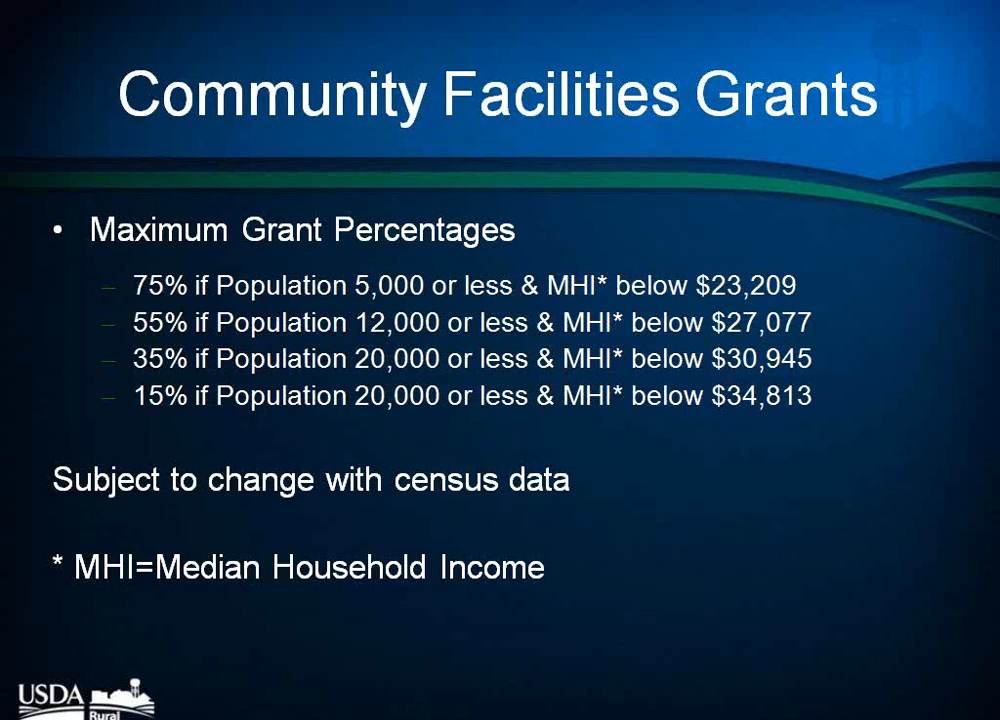 Community Facilities Grants
• Maximum Grant Percentages
– 75% if Population 5,000 or less & MHI* below $23,209
– 55% if Population 12,000 or less & MHI* below $27,077
– 35% if Population 20,000 or less & MHI* below $30,945
– 15% if Population 20,000 or less & MHI* below $34,813
Subject to change with census data
* MHI=Median Household Income
USDA
Rural